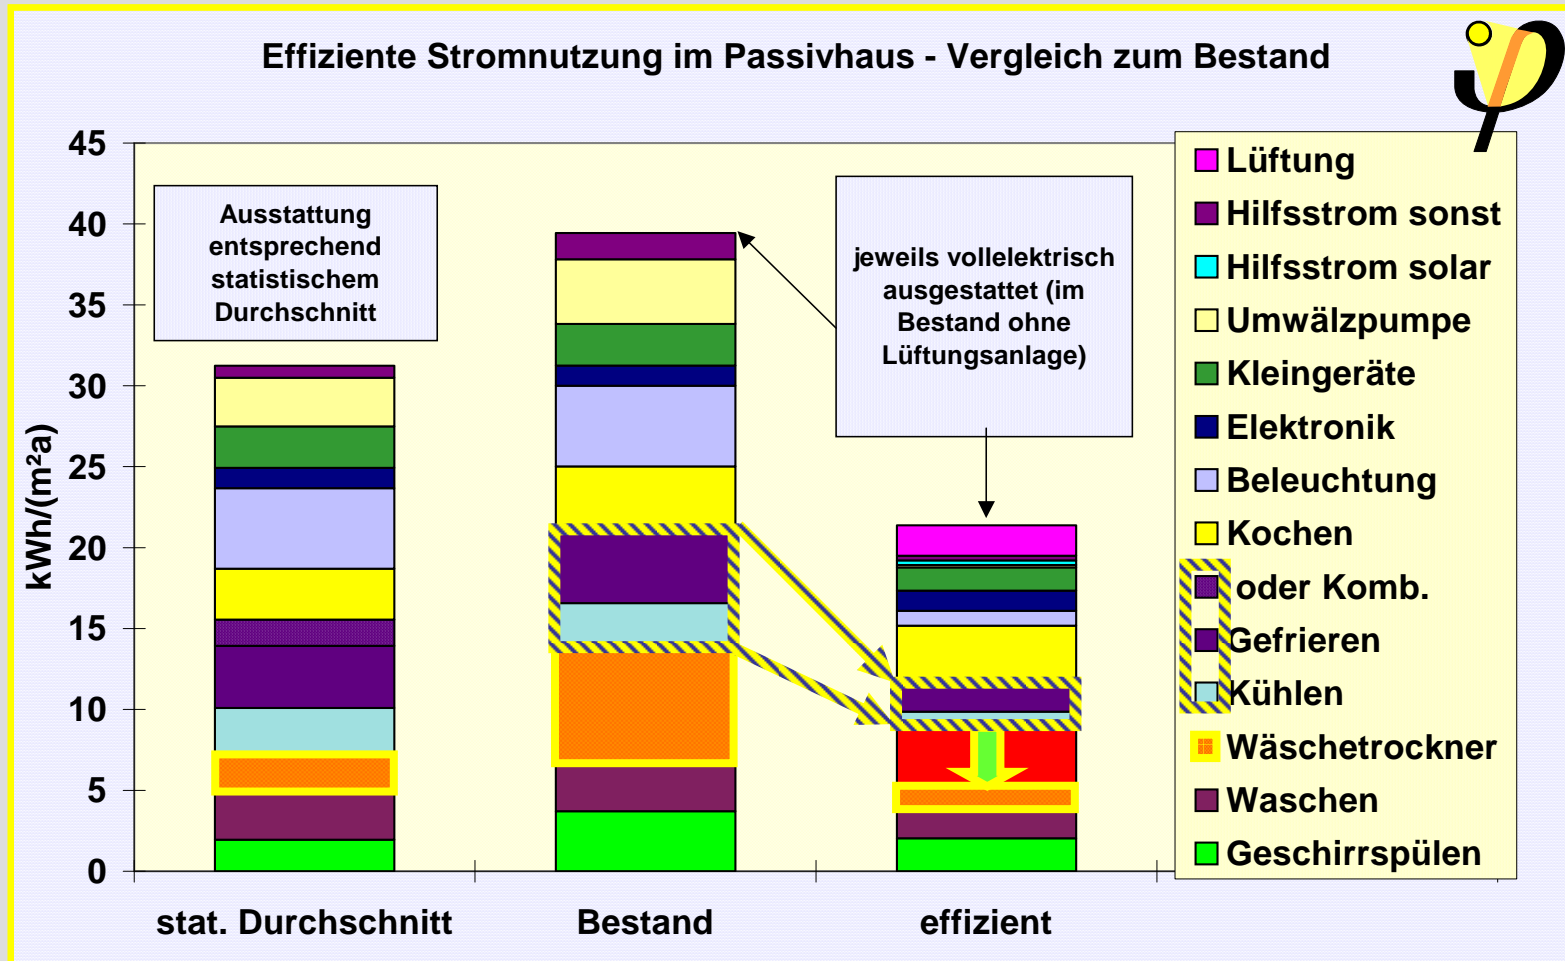 Effiziente Stromnutzung im Passivhaus - Vergleich zum Bestand
45
40
35
30
25
20
15
10
5
0
kWh/(m²a)
Ausstattung
entsprechend
statistischem
Durchschnitt
jeweils vollelektrisch
ausgestattet (im
Bestand ohne
Lüftungsanlage)
Lüftung
Hilfsstrom sonst
Hilfsstrom solar
Umwälzpumpe
Kleingeräte
Elektronik
Beleuchtung
Kochen
oder Komb.
Gefrieren
Kühlen
Wäschetrockner
Waschen
Geschirrspülen
stat. Durchschnitt
Bestand
effizient